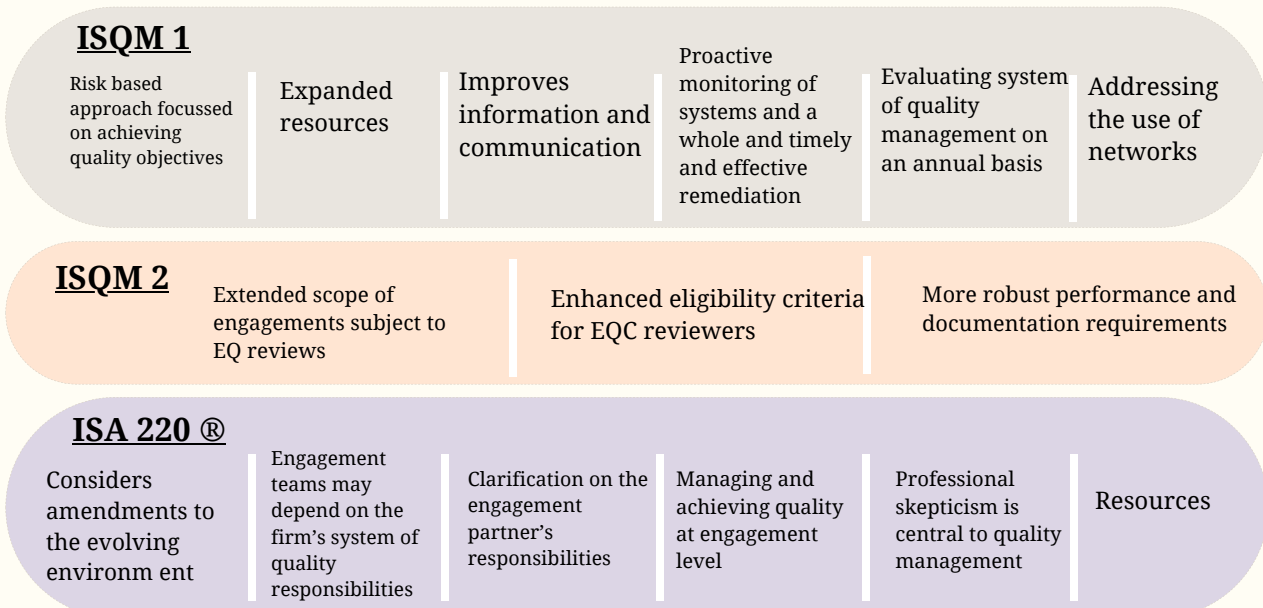 ISQM 1
Risk based
approach focussed
on achieving
quality objectives
Expanded
resources
Improves
information and
communication
Proactive
monitoring of
systems and a
whole and timely
and effective
remediation
Evaluating system
of quality
management on
an annual basis
Addressing
the use of
networks
ISQM 2
Extended scope of
engagements subject to
EQ reviews
Enhanced eligibility criteria
for EQC reviewers
More robust performance and
documentation requirements
ISA 220 ®
Considers
amendments to
the evolving
environm ent
Engagement
teams may
depend on the
firm’s system of
quality
responsibilities
Clarification on the
engagement
partner’s
responsibilities
Managing and
achieving quality
at engagement
level
Professional
skepticism is
central to quality
management
Resources